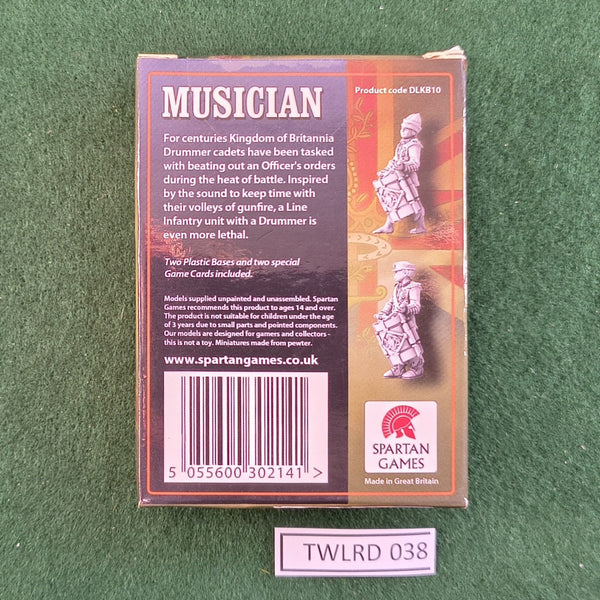 MUSICIAN
Product code DLKB10
For centuries Kingdom of Britannia
Drummer cadets have been tasked
with beating out an Officer's orders
during the heat of battle. Inspired
by the sound to keep time with
their volleys of gunfire, a Line
Infantry unit with a Drummer is
even more lethal.
Two Plastic Bases and two special
Game Cards included.
Models supplied unpainted and unassembled. Spartan
Games recommends this product to ages 14 and over.
The product is not suitable for children under the age
of 3 years due to small parts and pointed components.
Our models are designed for gamers and collectors -
this is not a toy. Miniatures made from pewter.
www.spartangames.co.uk
5 055600 302141 >
SPARTAN
GAMES
Made in Great Britain
TWLRD 038